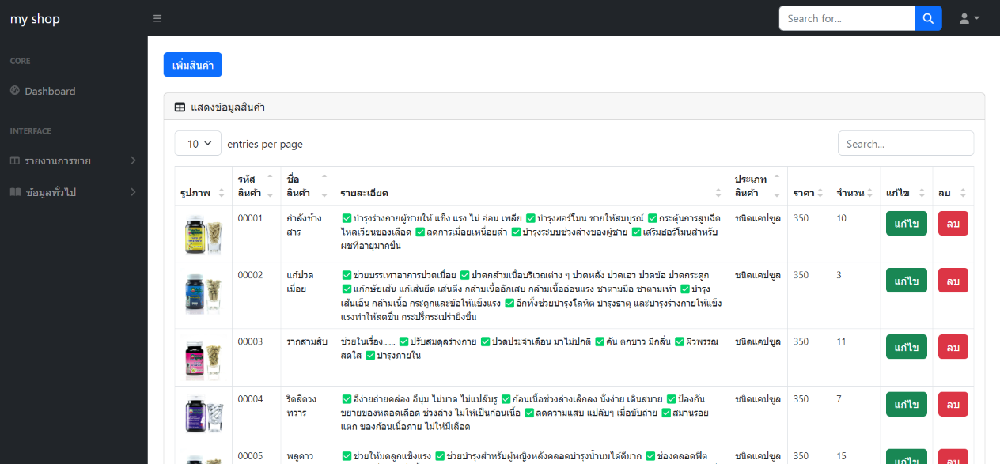 my shop
Search for...
CORE
Dashboard
INTERFACE
รายงานการขาย
ข้อมูลทั่วไป
เพิ่มสินค้า
แสดงข้อมูลสินค้า
10 entries per page
Search...
รูปภาพ รหัสสินค้า ชื่อสินค้า รายละเอียด ประเภทสินค้า ราคา จำนวน แก้ไข ลบ
00001 กำลังช้าง ✅บำรุงร่างกายผู้ชายให้ แข็ง แรง ไม่ อ่อน เพลีย ✅บำรุงฮอร์โมน ชายให้สมบูรณ์ ✅กระตุ้นการสูบฉีด ชนิดแคปซูล 350 10 แก้ไข ลบ
สาร ไหลเวียนของเลือด ✅ลดการเมื่อยเหนื่อยล้า ✅บำรุงระบบช่วงล่างของผู้ชาย ✅เสริมฮอร์โมนสำหรับ
ผชที่อายุมากขึ้น
00002 แก้ปวด ✅ช่วยบรรเทาอาการปวดเมื่อย ✅ปวดกล้ามเนื้อบริเวณต่าง ๆ ปวดหลัง ปวดเอว ปวดข้อ ปวดกระดูก ชนิดแคปซูล 350 3 แก้ไข ลบ
เมื่อย ✅แก้กษัยเส้น แก้เส้นยึด เส้นตึง กล้ามเนื้ออักเสบ กล้ามเนื้ออ่อนแรง ชาตามมือ ชาตามเท้า ✅บำรุง
เส้นเอ็น กล้ามเนื้อ กระดูกและข้อให้แข็งแรง ✅อีกทั้งช่วยบำรุงโลหิต บำรุงธาตุ และบำรุงร่างกายให้แข็ง
แรงทำให้สดชื่น กระปรี้กระเปร่ายิ่งขึ้น
00003 รากสามสิบ ช่วยในเรื่อง...... ✅ปรับสมดุลร่างกาย ✅ปวดประจำเดือน มาไม่ปกติ ✅คัน ตกขาว มีกลิ่น ✅ผิวพรรณ ชนิดแคปซูล 350 11 แก้ไข ลบ
สดใส ✅บำรุงภายใน
00004 ริดสีดวง ✅อึง่ายถ่ายคล่อง อึนุ่ม ไม่บาด ไม่แปล๊บรู ✅ก้อนเนื้อช่วงล่างเล็กลง นั่งง่าย เดินสบาย ✅ป้องกัน ชนิดแคปซูล 350 7 แก้ไข ลบ
ทวาร ขยายของหลอดเลือด ช่วงล่าง ไม่ให้เป็นก้อนเนื้อ ✅ลดความแสบ แปล๊บๆ เมื่อขับถ่าย ✅สมานรอย
แตก ของก้อนเนื้อภาย ไม่ให้มีเลือด
00005 พลูคาว ✅ช่วยให้มดลูกแข็งแรง ✅ช่วยบำรุงสำหรับผู้หญิงหลังคลอดบำรุงน้ำนมได้ดีมาก ✅ช่องคลอดฟิต ชนิดแคปซูล 350 15 แก้ไข ลบ